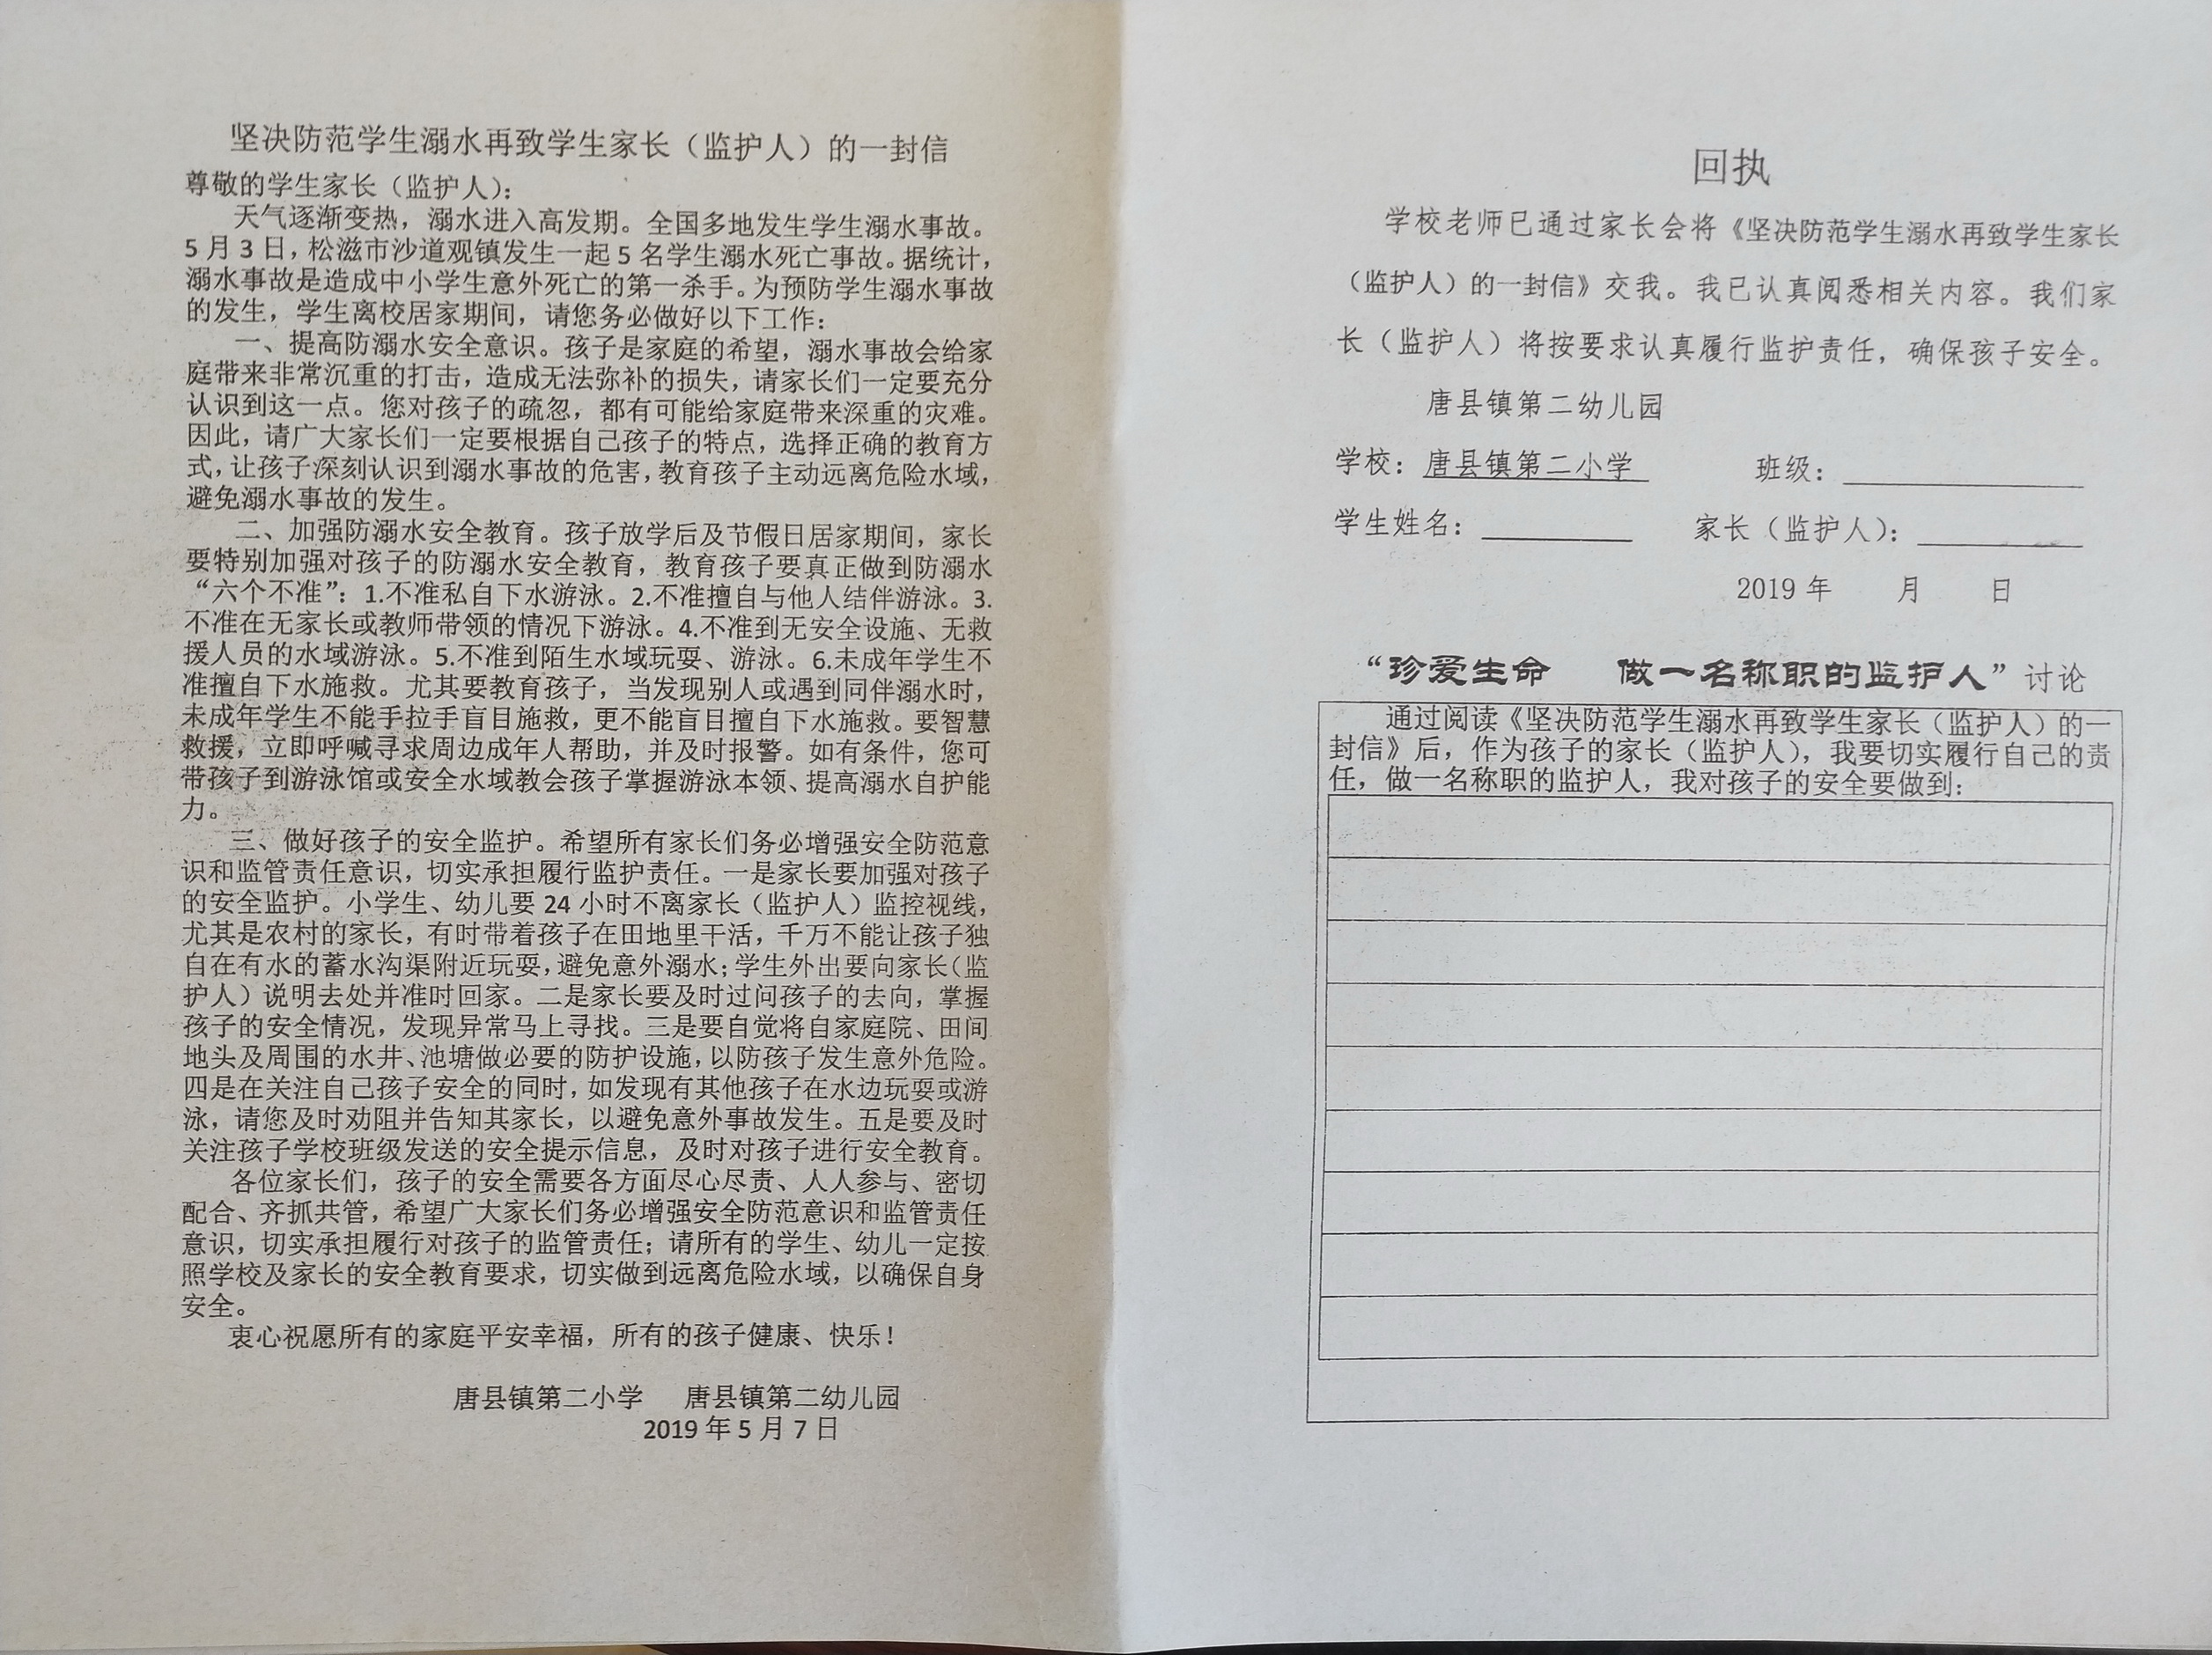 坚决防范学生溺水再致学生家长（监护人）的一封信
尊敬的学生家长（监护人）：
天气逐渐变热，溺水进入高发期。全国多地发生学生溺水事故。
5 月 3 日，松滋市沙道观镇发生一起 5 名学生溺水死亡事故。据统计，
溺水事故是造成中小学生意外死亡的第一杀手。为预防学生溺水事故
的发生，学生离校居家期间，请您务必做好以下工作：
一、提高防溺水安全意识。孩子是家庭的希望，溺水事故会给家
庭带来非常沉重的打击，造成无法弥补的损失，请家长们一定要充分
认识到这一点。您对孩子的疏忽，都有可能给家庭带来深重的灾难。
因此，请广大家长们一定要根据自己孩子的特点，选择正确的教育方
式，让孩子深刻认识到溺水事故的危害，教育孩子主动远离危险水域，
避免溺水事故的发生。
二、加强防溺水安全教育。孩子放学后及节假日居家期间，家长
要特别加强对孩子的防溺水安全教育，教育孩子要真正做到防溺水
“六个不准”：1.不准私自下水游泳。2.不准擅自与他人结伴游泳。3.
不准在无家长或教师带领的情况下游泳。4.不准到无安全设施、无救
援人员的水域游泳。5.不准到陌生水域玩耍、游泳。6.未成年学生不
准擅自下水施救。尤其要教育孩子，当发现别人或遇到同伴溺水时，
未成年学生不能手拉手盲目施救，更不能盲目擅自下水施救。要智慧
救援，立即呼喊寻求周边成年人帮助，并及时报警。如有条件，您可
带孩子到游泳馆或安全水域教会孩子掌握游泳本领、提高溺水自护能
力。
三、做好孩子的安全监护。希望所有家长们务必增强安全防范意
识和监管责任意识，切实承担履行监护责任。一是家长要加强对孩子
的安全监护。小学生、幼儿要 24 小时不离家长（监护人）监控视线，
尤其是农村的家长，有时带着孩子在田地里干活，千万不能让孩子独
自在有水的蓄水沟渠附近玩耍，避免意外溺水；学生外出要向家长（监
护人）说明去处并准时回家。二是家长要及时过问孩子的去向，掌握
孩子的安全情况，发现异常马上寻找。三是要自觉将自家庭院、田间
地头及周围的水井、池塘做必要的防护设施，以防孩子发生意外危险。
四是在关注自己孩子安全的同时，如发现有其他孩子在水边玩耍或游
泳，请您及时劝阻并告知其家长，以避免意外事故发生。五是要及时
关注孩子学校班级发送的安全提示信息，及时对孩子进行安全教育。
各位家长们，孩子的安全需要各方面尽心尽责、人人参与、密切
配合、齐抓共管，希望广大家长们务必增强安全防范意识和监管责任
意识，切实承担履行对孩子的监管责任；请所有的学生、幼儿一定按
照学校及家长的安全教育要求，切实做到远离危险水域，以确保自身
安全。
衷心祝愿所有的家庭平安幸福，所有的孩子健康、快乐！
唐县镇第二小学 唐县镇第二幼儿园
2019 年 5 月 7 日
回执
学校老师已通过家长会将《坚决防范学生溺水再致学生家长
（监护人）的一封信》交我。我已认真阅悉相关内容。我们家
长（监护人）将按要求认真履行监护责任，确保孩子安全。
唐县镇第二幼儿园
学校：唐县镇第二小学 班级：
学生姓名： 家长（监护人）：
2019 年 月 日
“珍爱生命 做一名称职的监护人”讨论
通过阅读《坚决防范学生溺水再致学生家长（监护人）的一
封信》后，作为孩子的家长（监护人），我要切实履行自己的责
任，做一名称职的监护人，我对孩子的安全要做到：